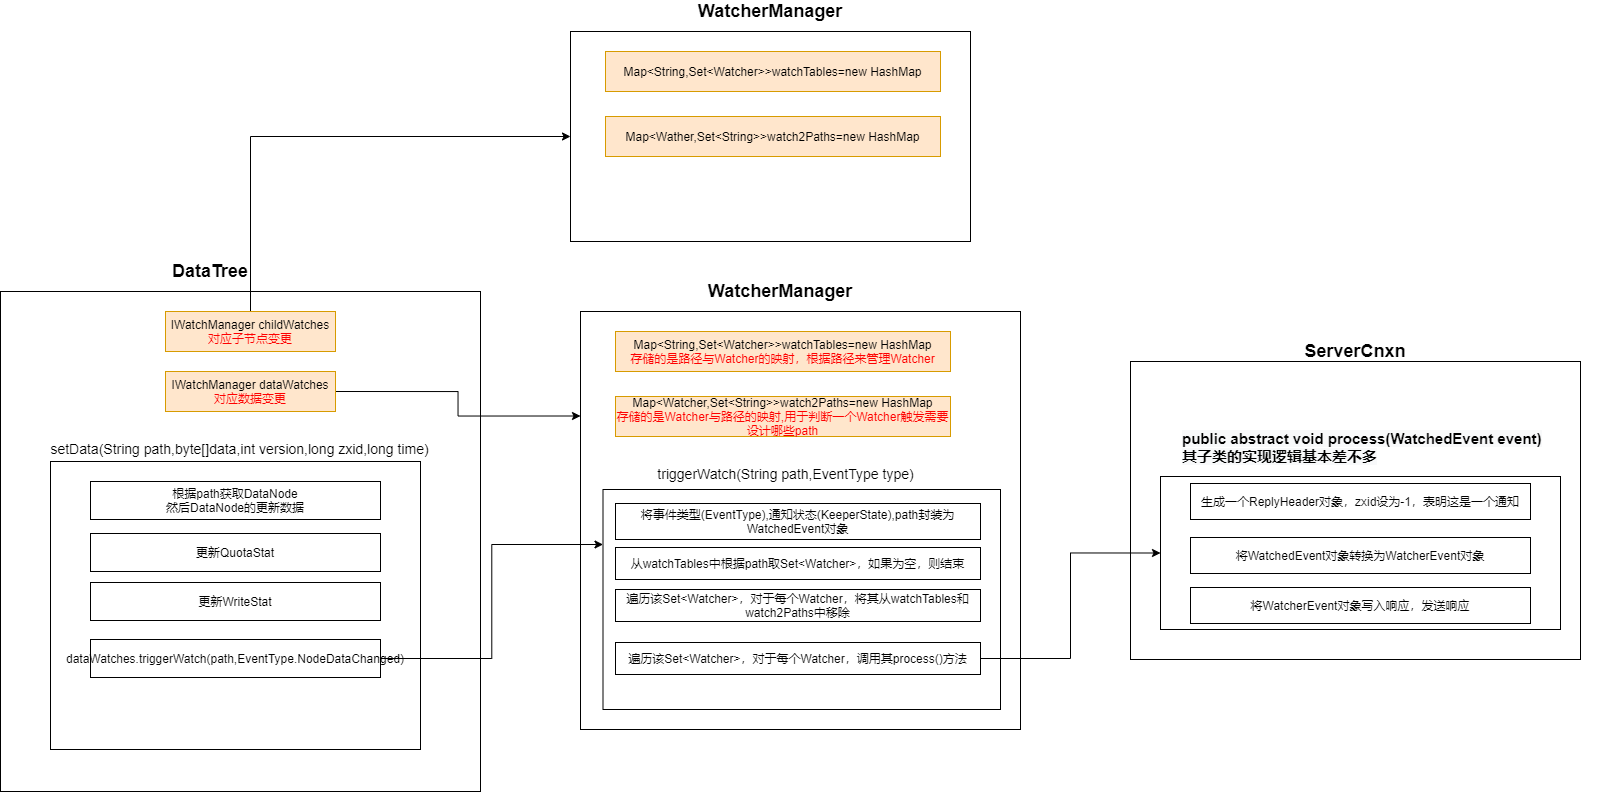 WatcherManager
Map<String,Set<Watcher>>watchTables=new HashMap
Map<Wather,Set<String>>watch2Paths=new HashMap
DataTree
IWatchManager childWatches
对应子节点变更
IWatchManager dataWatches
对应数据变更
setData(String path,byte[]data,int version,long zxid,long time)
根据path获取DataNode
然后DataNode的更新数据
更新QuotaStat
更新WriteStat
dataWatches.triggerWatch(path,EventType.NodeDataChanged)
WatcherManager
Map<String,Set<Watcher>>watchTables=new HashMap
存储的是路径与Watcher的映射，根据路径来管理Watcher
Map<Watcher,Set<String>>watch2Paths=new HashMap
存储的是Watcher与路径的映射,用于判断一个Watcher触发需要
设计哪些path
triggerWatch(String path,EventType type)
将事件类型(EventType),通知状态(KeeperState),path封装为
WatchedEvent对象
从watchTables中根据path取Set<Watcher>，如果为空，则结束
遍历该Set<Watcher>，对于每个Watcher，将其从watchTables和
watch2Paths中移除
遍历该Set<Watcher>，对于每个Watcher，调用其process()方法
ServerCnxn
public abstract void process(WatchedEvent event)
其子类的实现逻辑基本差不多
生成一个ReplyHeader对象，zxid设为-1，表明这是一个通知
将WatchedEvent对象转换为WatcherEvent对象
将WatcherEvent对象写入响应，发送响应